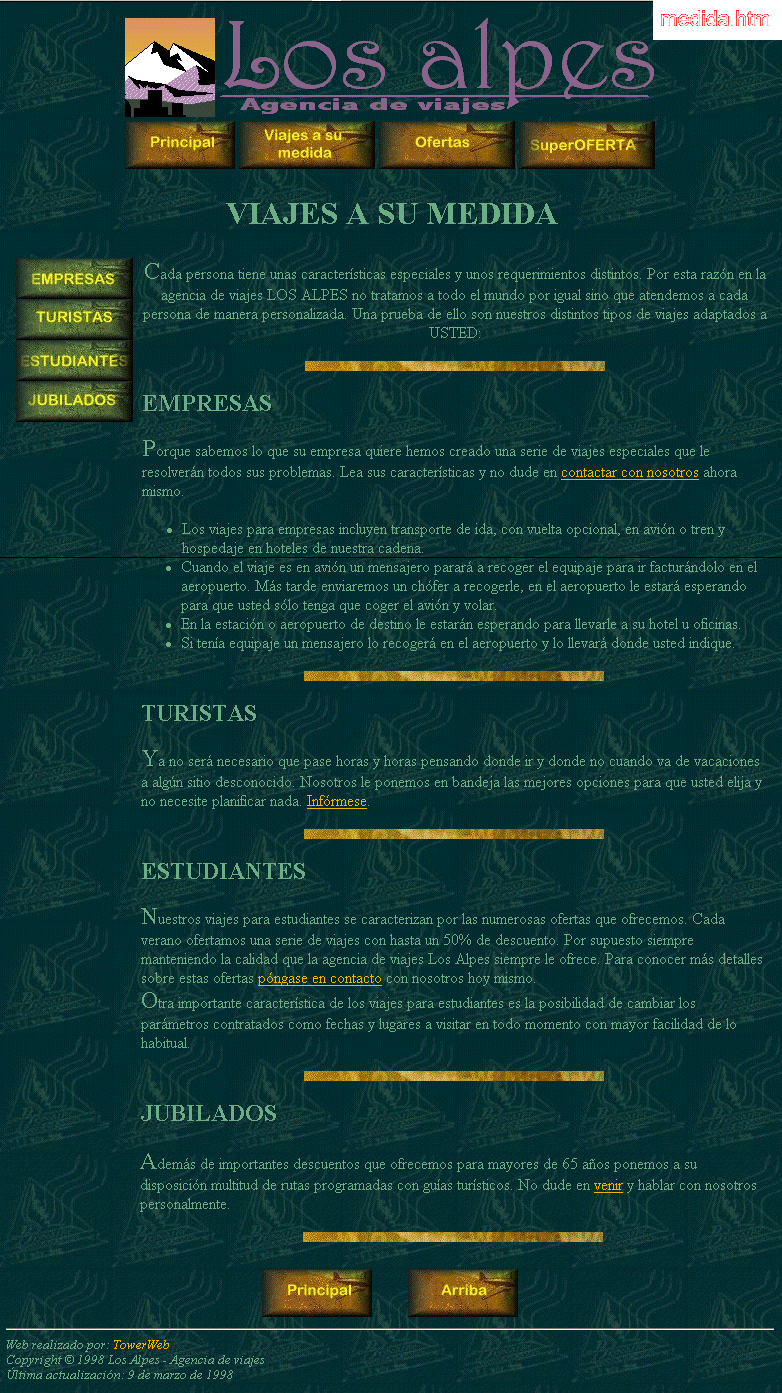 medida.htm
Los alpes
Agencia de viajes
Principal
Viajes a su
medida
Ofertas
SuperOFERTA
VIAJES A SU MEDIDA
EMPRESAS
TURISTAS
ESTUDIANTES
JUBILADOS
Cada persona tiene unas características especiales y unos requerimientos distintos. Por esta razón en la
agencia de viajes LOS ALPES no tratamos a todo el mundo por igual sino que atendemos a cada
persona de manera personalizada. Una prueba de ello son nuestros distintos tipos de viajes adaptados a
USTED:
EMPRESAS
Porque sabemos lo que su empresa quiere hemos creado una serie de viajes especiales que le
resolverán todos sus problemas. Lea sus características y no dude en contactar con nosotros ahora
mismo.
• Los viajes para empresas incluyen transporte de ida, con vuelta opcional, en avión o tren y
hospedaje en hoteles de nuestra cadena.
• Cuando el viaje es en avión un mensajero parará a recoger el equipaje para ir facturándolo en el
aeropuerto. Más tarde enviaremos un chófer a recogerle, en el aeropuerto le estará esperando
para que usted sólo tenga que coger el avión y volar.
• En la estación o aeropuerto de destino le estarán esperando para llevarle a su hotel u oficinas.
• Si tenía equipaje un mensajero lo recogerá en el aeropuerto y lo llevará donde usted indique.
TURISTAS
Ya no será necesario que pase horas y horas pensando donde ir y donde no cuando va de vacaciones
a algún sitio desconocido. Nosotros le ponemos en bandeja las mejores opciones para que usted elija y
no necesite planificar nada. Infórmese.
ESTUDIANTES
Nuestros viajes para estudiantes se caracterizan por las numerosas ofertas que ofrecemos. Cada
verano ofertamos una serie de viajes con hasta un 50% de descuento. Por supuesto siempre
manteniendo la calidad que la agencia de viajes Los Alpes siempre le ofrece. Para conocer más detalles
sobre estas ofertas póngase en contacto con nosotros hoy mismo.
Otra importante característica de los viajes para estudiantes es la posibilidad de cambiar los
parámetros contratados como fechas y lugares a visitar en todo momento con mayor facilidad de lo
habitual.
JUBILADOS
Además de importantes descuentos que ofrecemos para mayores de 65 años ponemos a su
disposición multitud de rutas programadas con guías turísticos. No dude en venir y hablar con nosotros
personalmente.
Principal
Arriba
Web realizado por: TowerWeb
Copyright © 1998 Los Alpes - Agencia de viajes
Última actualización: 9 de marzo de 1998